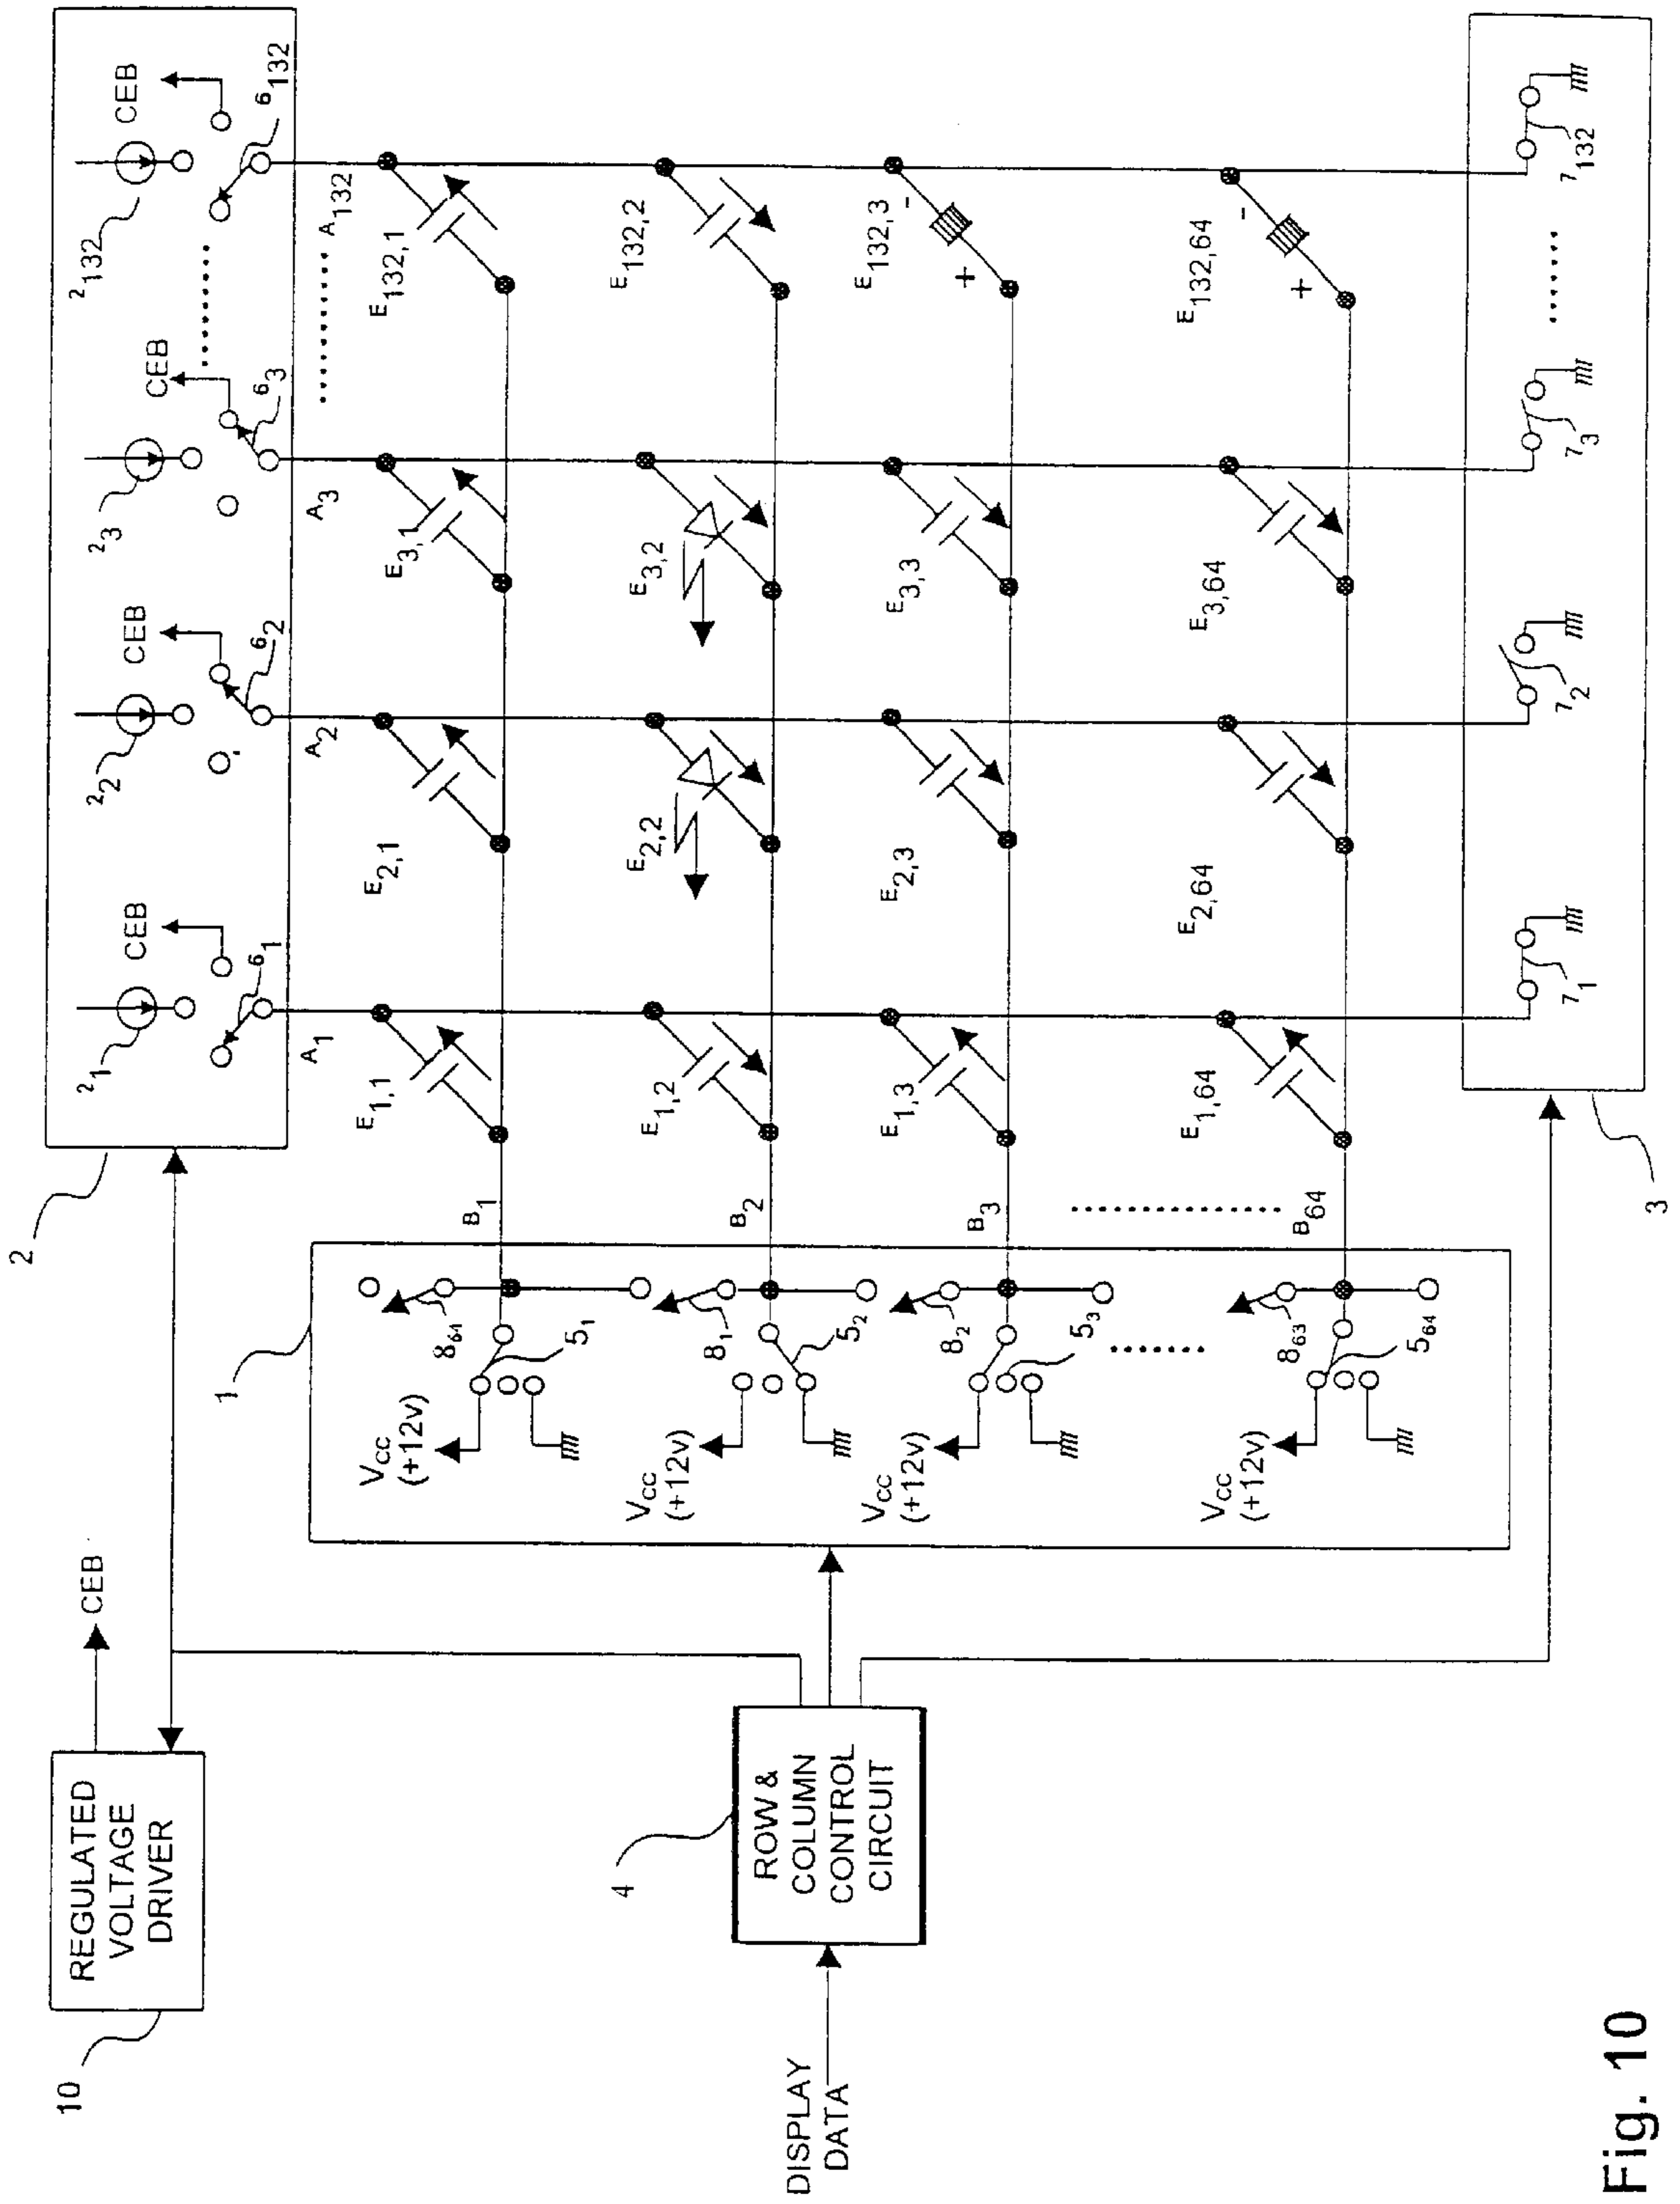 10
REGULATED
VOLTAGE
DRIVER
CEB
2
2₁
CEB
6₁
2₂
CEB
6₂
2₃
CEB
6₃
2₁₃₂
CEB
6₁₃₂
A₁
A₂
A₃
A₁₃₂
DISPLAY
DATA
4
ROW &
COLUMN
CONTROL
CIRCUIT
1
Vcc
(+12v)
8₆₄
5₁
B₁
E₁,₁
E₂,₁
E₃,₁
E₁₃₂,₁
Vcc
(+12v)
8₁
5₂
B₂
E₁,₂
E₂,₂
E₃,₂
E₁₃₂,₂
Vcc
(+12v)
8₂
5₃
B₃
E₁,₃
E₂,₃
E₃,₃
E₁₃₂,₃
+
-
Vcc
(+12v)
8₆₃
5₆₄
B₆₄
E₁,₆₄
E₂,₆₄
E₃,₆₄
E₁₃₂,₆₄
+
-
3
7₁
7₂
7₃
7₁₃₂
Fig. 10